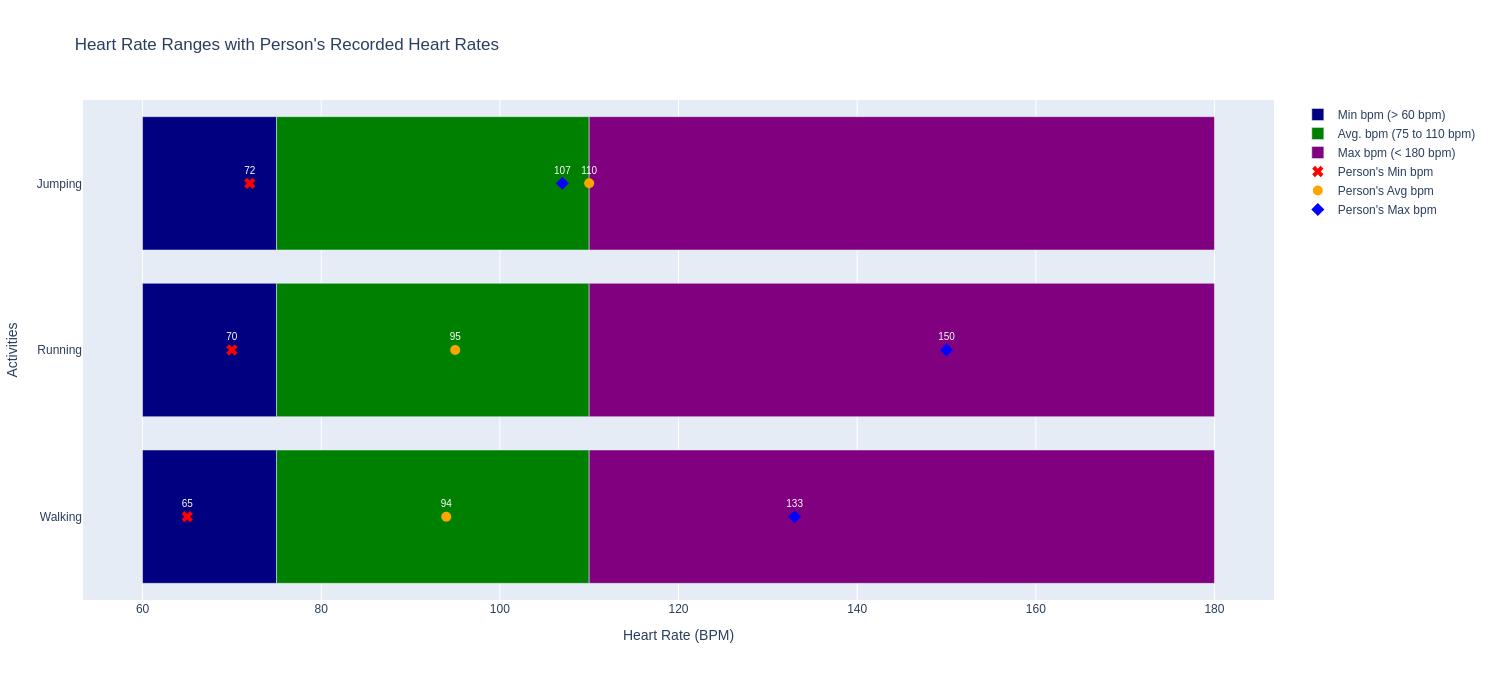 Heart Rate Ranges with Person's Recorded Heart Rates
Min bpm (> 60 bpm)
Avg. bpm (75 to 110 bpm)
Max bpm (< 180 bpm)
Person's Min bpm
Person's Avg bpm
Person's Max bpm
Activities
Jumping
72
107
110
Running
70
95
150
Walking
65
94
133
60
80
100
120
140
160
180
Heart Rate (BPM)